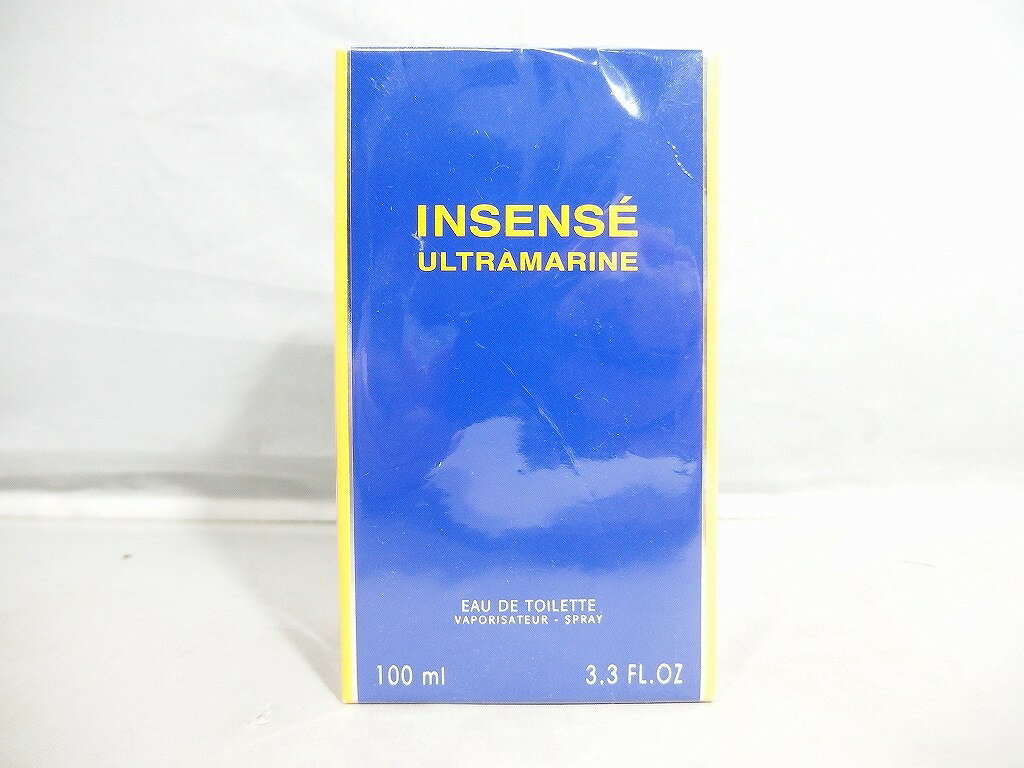 INSENSÉ
ULTRAMARINE
EAU DE TOILETTE
VAPORISATEUR - SPRAY
100 ml 3.3 FL.OZ